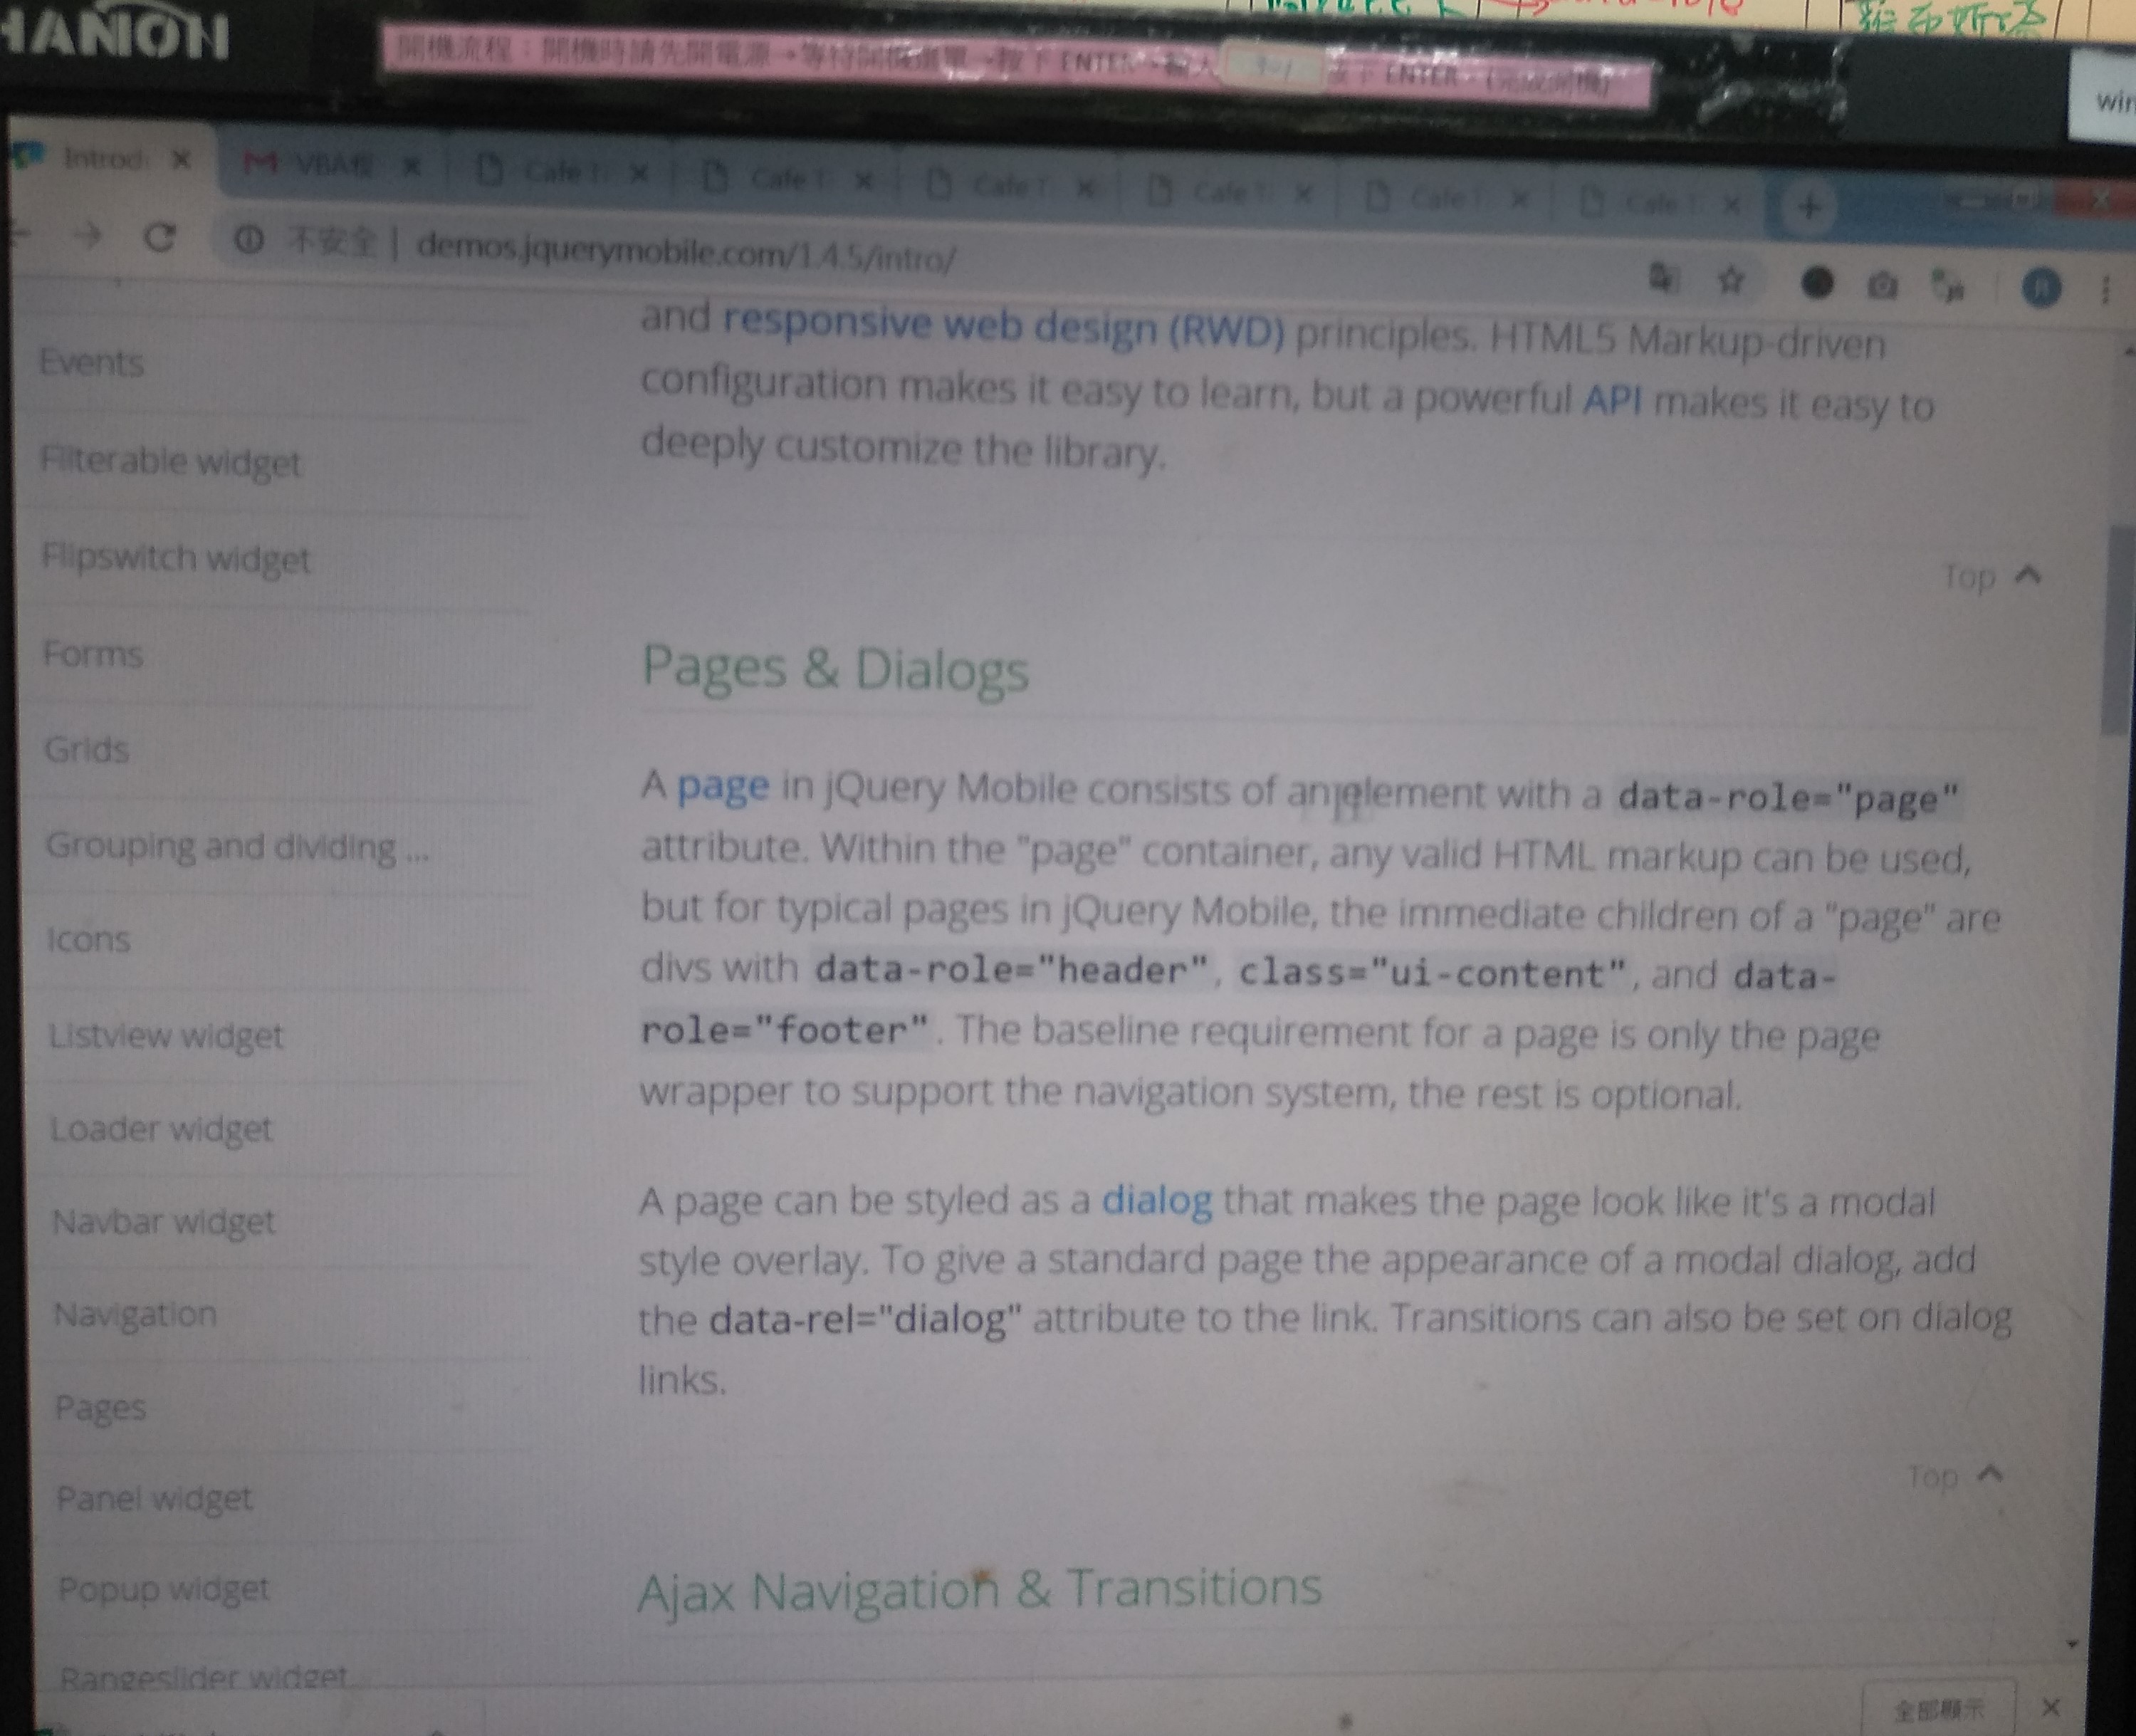 HANION
開機流程：開機時請先開電源→等待開機選單→按下 ENTER→輸入 3-1 按下 ENTER
win
Introd
VBA程
Cafe T
Cafe T
Cafe T
Cafe T
Cafe T
Cafe T
不安全 | demos.jquerymobile.com/1.4.5/intro/
Events
Filterable widget
Flipswitch widget
Forms
Grids
Grouping and dividing ...
Icons
Listview widget
Loader widget
Navbar widget
Navigation
Pages
Panel widget
Popup widget
Rangeslider widget
and responsive web design (RWD) principles. HTML5 Markup-driven
configuration makes it easy to learn, but a powerful API makes it easy to
deeply customize the library.
Top
Pages & Dialogs
A page in jQuery Mobile consists of an element with a data-role="page"
attribute. Within the "page" container, any valid HTML markup can be used,
but for typical pages in jQuery Mobile, the immediate children of a "page" are
divs with data-role="header", class="ui-content", and data-
role="footer". The baseline requirement for a page is only the page
wrapper to support the navigation system, the rest is optional.
A page can be styled as a dialog that makes the page look like it's a modal
style overlay. To give a standard page the appearance of a modal dialog, add
the data-rel="dialog" attribute to the link. Transitions can also be set on dialog
links.
Top
Ajax Navigation & Transitions
全部顯示